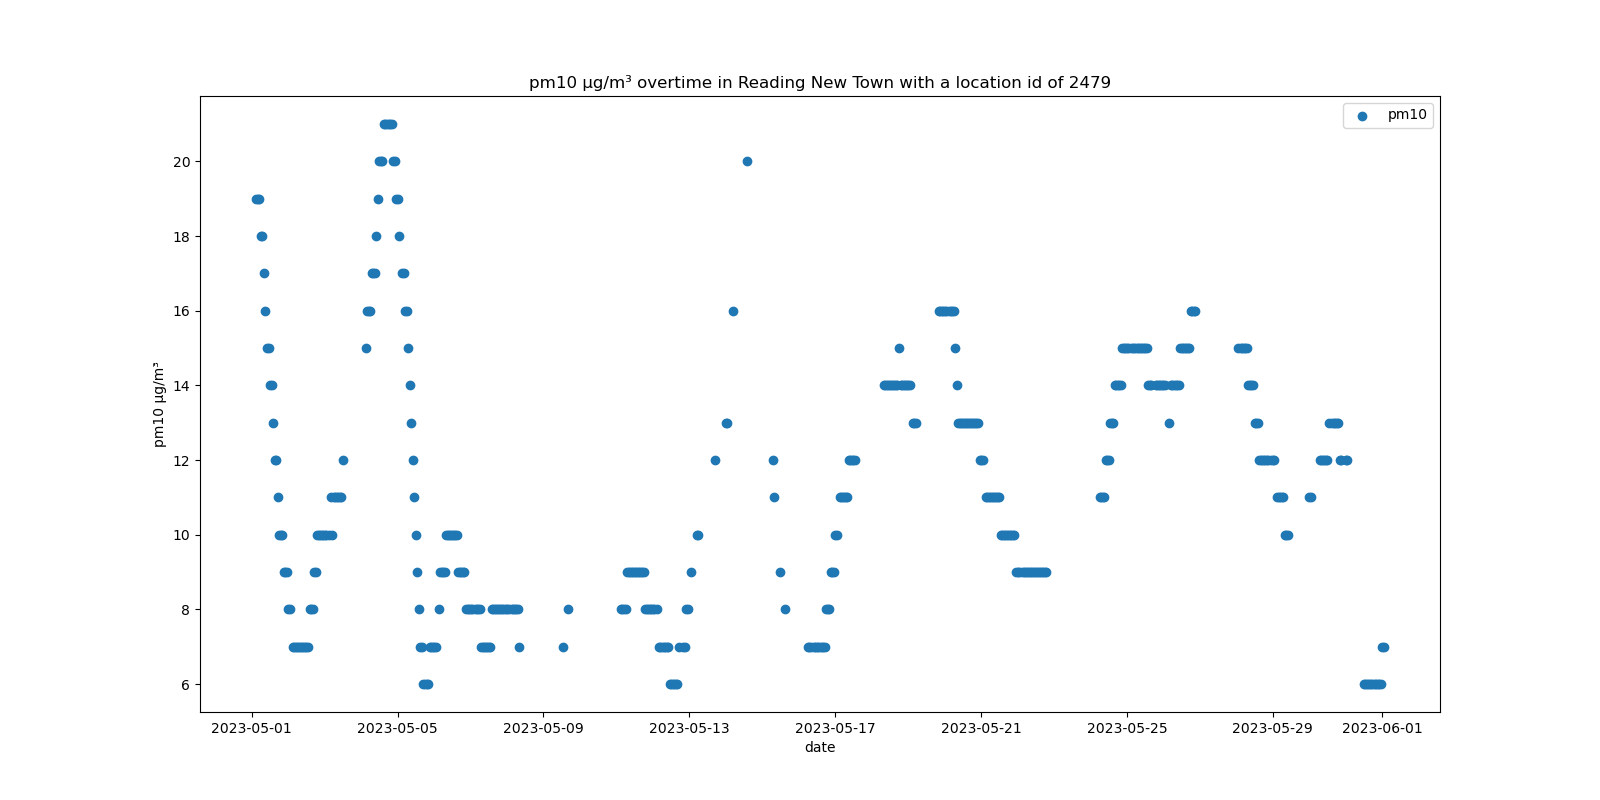 pm10 µg/m³ overtime in Reading New Town with a location id of 2479
pm10
20
18
16
14
12
10
8
6
pm10 µg/m³
2023-05-01 2023-05-05 2023-05-09 2023-05-13 2023-05-17 2023-05-21 2023-05-25 2023-05-29 2023-06-01
date